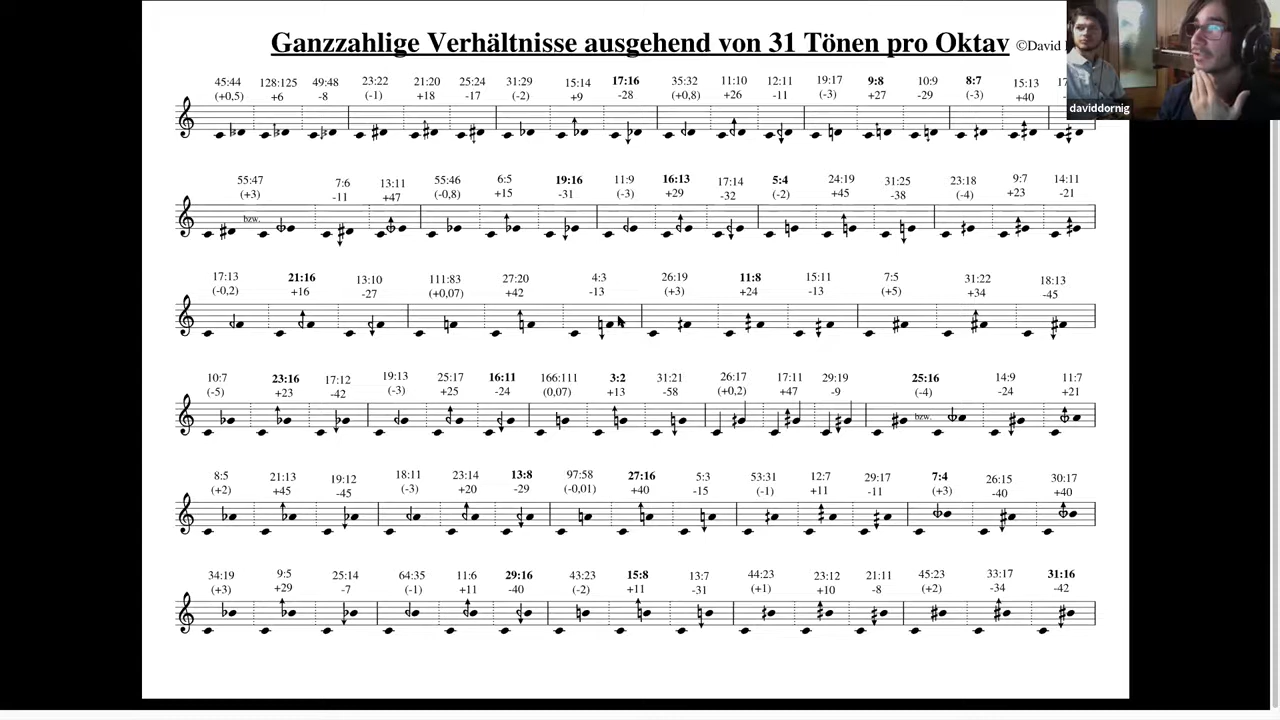 Ganzzahlige Verhältnisse ausgehend von 31 Tönen pro Oktav ©David
daviddornig
45:44 128:125 49:48 23:22 21:20 25:24 31:29 15:14 17:16 35:32 11:10 12:11 19:17 9:8 10:9 8:7 15:13
(+0,5) +6 -8 (-1) +18 -17 (-2) +9 -28 (+0,8) +26 -11 (-3) +27 -29 (-3) +40
55:47 7:6 13:11 55:46 6:5 19:16 11:9 16:13 17:14 5:4 24:19 31:25 23:18 9:7 14:11
(+3) -11 +47 (-0,8) +15 -31 (-3) +29 -32 (-2) +45 -38 (-4) +23 -21
bzw.
17:13 21:16 13:10 111:83 27:20 4:3 26:19 11:8 15:11 7:5 31:22 18:13
(-0,2) +16 -27 (+0,07) +42 -13 (+3) +24 -13 (+5) +34 -45
10:7 23:16 17:12 19:13 25:17 16:11 166:111 3:2 31:21 26:17 17:11 29:19 25:16 14:9 11:7
(-5) +23 -42 (-3) +25 -24 (0,07) +13 -58 (+0,2) +47 -9 (-4) -24 +21
bzw.
8:5 21:13 19:12 18:11 23:14 13:8 97:58 27:16 5:3 53:31 12:7 29:17 7:4 26:15 30:17
(+2) +45 -45 (-3) +20 -29 (-0,01) +40 -15 (-1) +11 -11 (+3) -40 +40
34:19 9:5 25:14 64:35 11:6 29:16 43:23 15:8 13:7 44:23 23:12 21:11 45:23 33:17 31:16
(+3) +29 -7 (-1) +11 -40 (-2) +11 -31 (+1) +10 -8 (+2) -34 -42